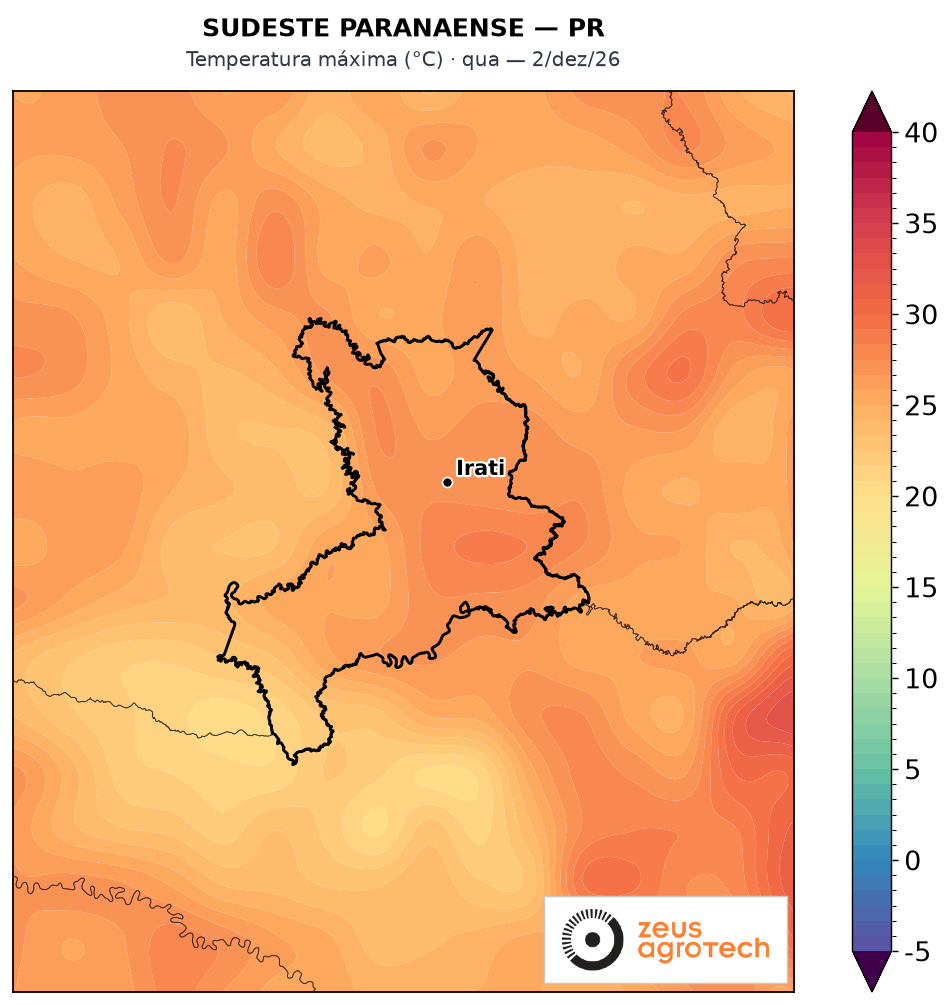 SUDESTE PARANAENSE — PR
Temperatura máxima (°C) · qua — 2/dez/26
Irati
40
35
30
25
20
15
10
5
0
-5
zeus
agrotech